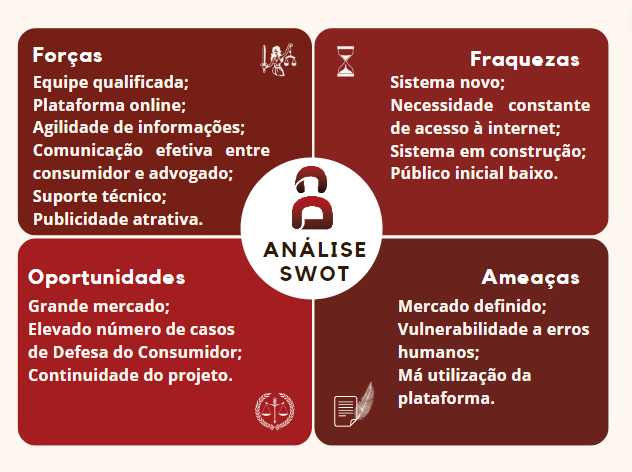 Forças
Equipe qualificada;
Plataforma online;
Agilidade de informações;
Comunicação efetiva entre
consumidor e advogado;
Suporte técnico;
Publicidade atrativa.
Fraquezas
Sistema novo;
Necessidade constante
de acesso à internet;
Sistema em construção;
Público inicial baixo.
ANÁLISE
SWOT
Oportunidades
Grande mercado;
Elevado número de casos
de Defesa do Consumidor;
Continuidade do projeto.
Ameaças
Mercado definido;
Vulnerabilidade a erros
humanos;
Má utilização da
plataforma.